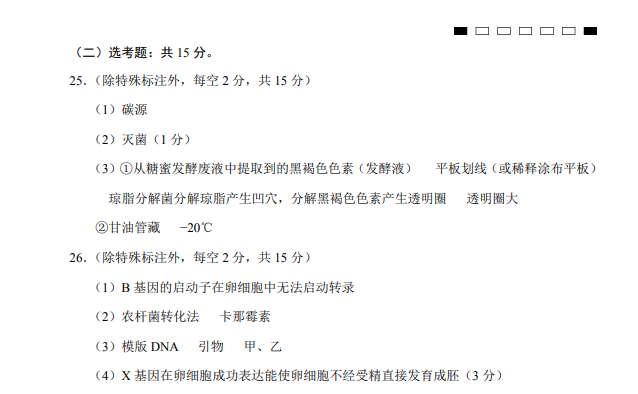 （二）选考题：共 15 分。
25.（除特殊标注外，每空 2 分，共 15 分）
（1）碳源
（2）灭菌（1 分）
（3）①从糖蜜发酵废液中提取到的黑褐色色素（发酵液） 平板划线（或稀释涂布平板）
琼脂分解菌分解琼脂产生凹穴，分解黑褐色色素产生透明圈 透明圈大
②甘油管藏 −20℃
26.（除特殊标注外，每空 2 分，共 15 分）
（1）B 基因的启动子在卵细胞中无法启动转录
（2）农杆菌转化法 卡那霉素
（3）模版 DNA 引物 甲、乙
（4）X 基因在卵细胞成功表达能使卵细胞不经受精直接发育成胚（3 分）